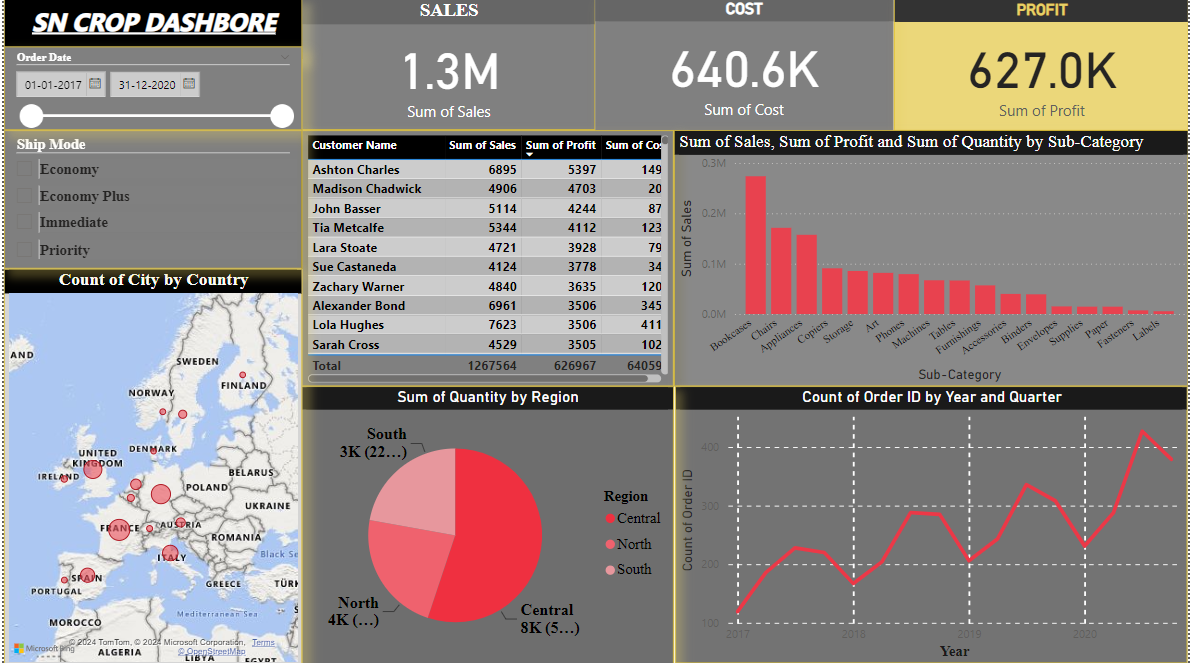 SN CROP DASHBORE
Order Date
01-01-2017 31-12-2020
Ship Mode
Economy
Economy Plus
Immediate
Priority
SALES
1.3M
Sum of Sales
COST
640.6K
Sum of Cost
PROFIT
627.0K
Sum of Profit
Customer Name Sum of Sales Sum of Profit Sum of Cos
Ashton Charles 6895 5397 149
Madison Chadwick 4906 4703 20
John Basser 5114 4244 87
Tia Metcalfe 5344 4112 123
Lara Stoate 4721 3928 79
Sue Castaneda 4124 3778 34
Zachary Warner 4840 3635 120
Alexander Bond 6961 3506 345
Lola Hughes 7623 3506 411
Sarah Cross 4529 3505 102
Total 1267564 626967 64059
Sum of Sales, Sum of Profit and Sum of Quantity by Sub-Category
Sum of Sales
0.3M
0.2M
0.1M
0.0M
Bookcases
Chairs
Appliances
Copiers
Storage
Art
Phones
Machines
Tables
Furnishings
Accessories
Binders
Envelopes
Supplies
Paper
Fasteners
Labels
Sub-Category
Count of City by Country
AND
SWEDEN
FINLAND
NORWAY
DENMARK
UNITED
KINGDOM
IRELAND
BELARUS
POLAND
UKRAINE
FRANCE
AUSTRIA
ROMANIA
ITALY
Black Se
SPAIN
PORTUGAL
GREECE
TÜRK
Mediterranean Sea
MOROCCO
ALGERIA
LIBYA
EGYPT
Microsoft Bing
© 2024 TomTom, © 2024 Microsoft Corporation, Terms
© OpenStreetMap
Sum of Quantity by Region
South
3K (22…)
North
4K (…)
Central
8K (5…)
Region
Central
North
South
Count of Order ID by Year and Quarter
Count of Order ID
400
300
200
100
2017
2018
2019
2020
Year